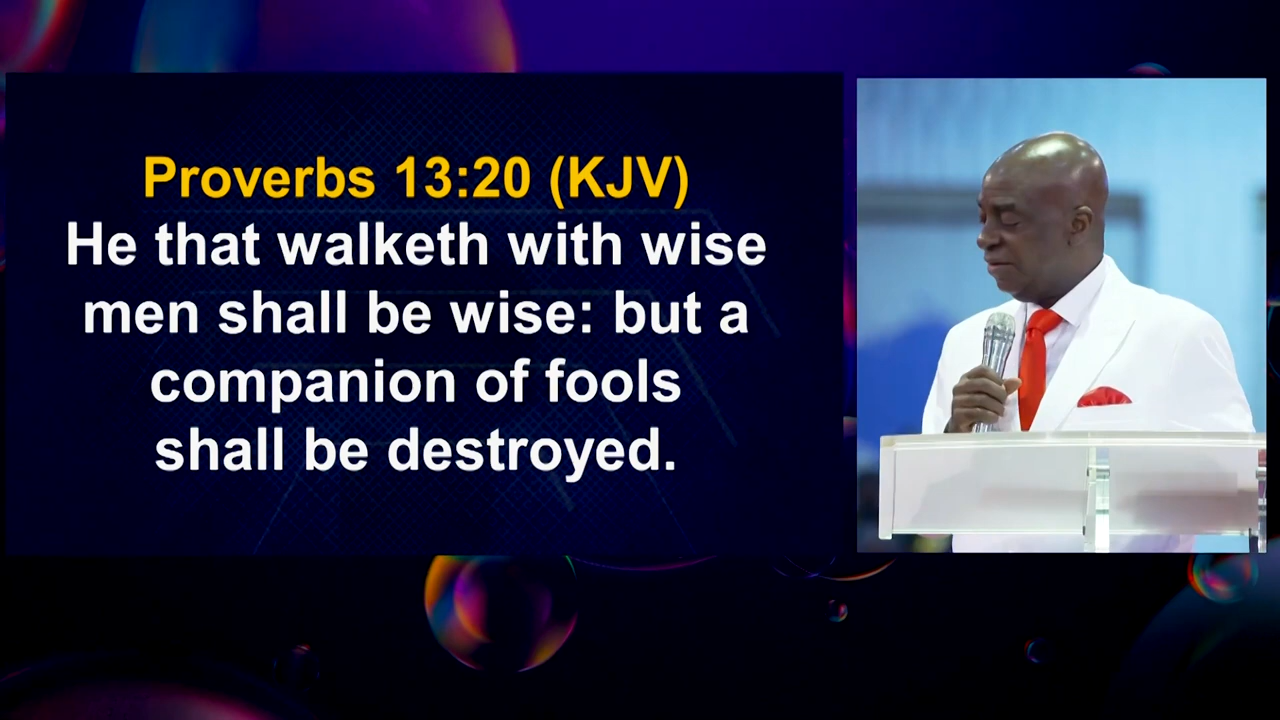 Proverbs 13:20 (KJV)
He that walketh with wise
men shall be wise: but a
companion of fools
shall be destroyed.